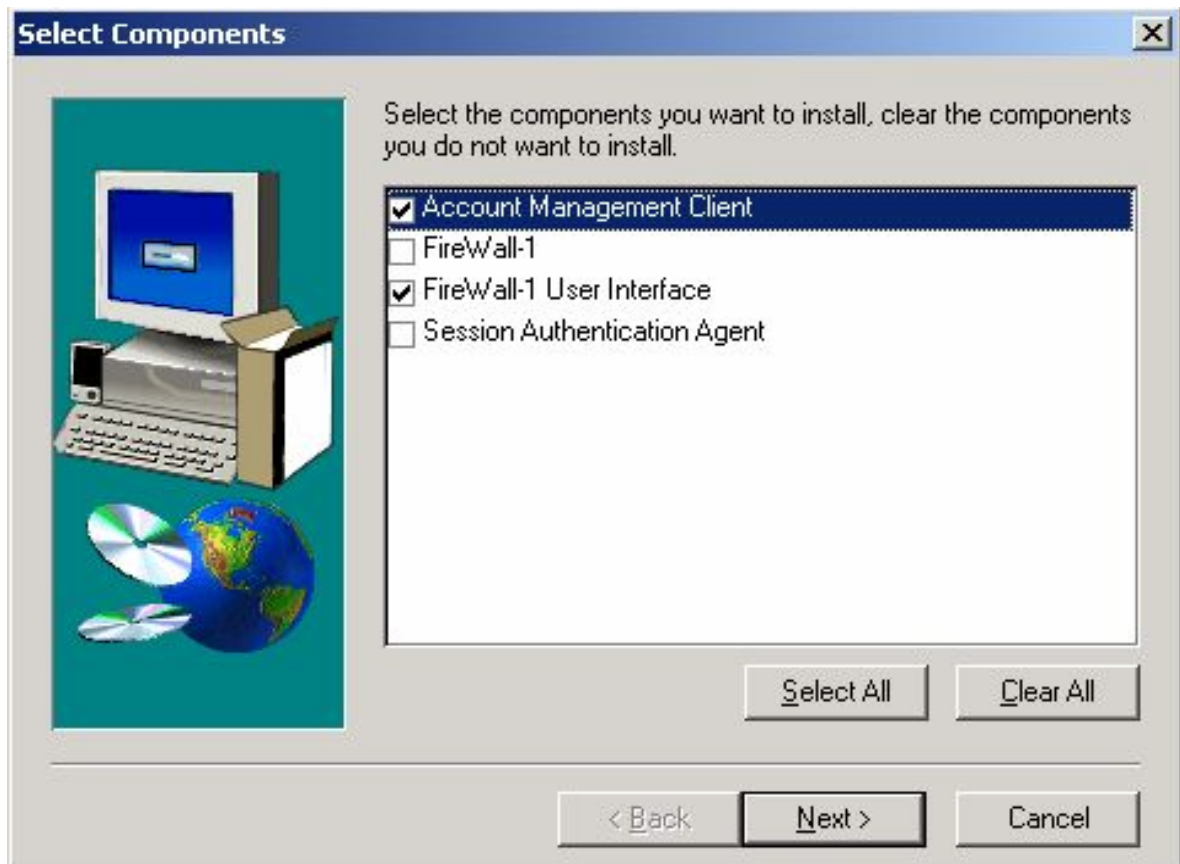 Select Components
Select the components you want to install, clear the components
you do not want to install.
Account Management Client
FireWall-1
FireWall-1 User Interface
Session Authentication Agent
Select All
Clear All
< Back
Next >
Cancel